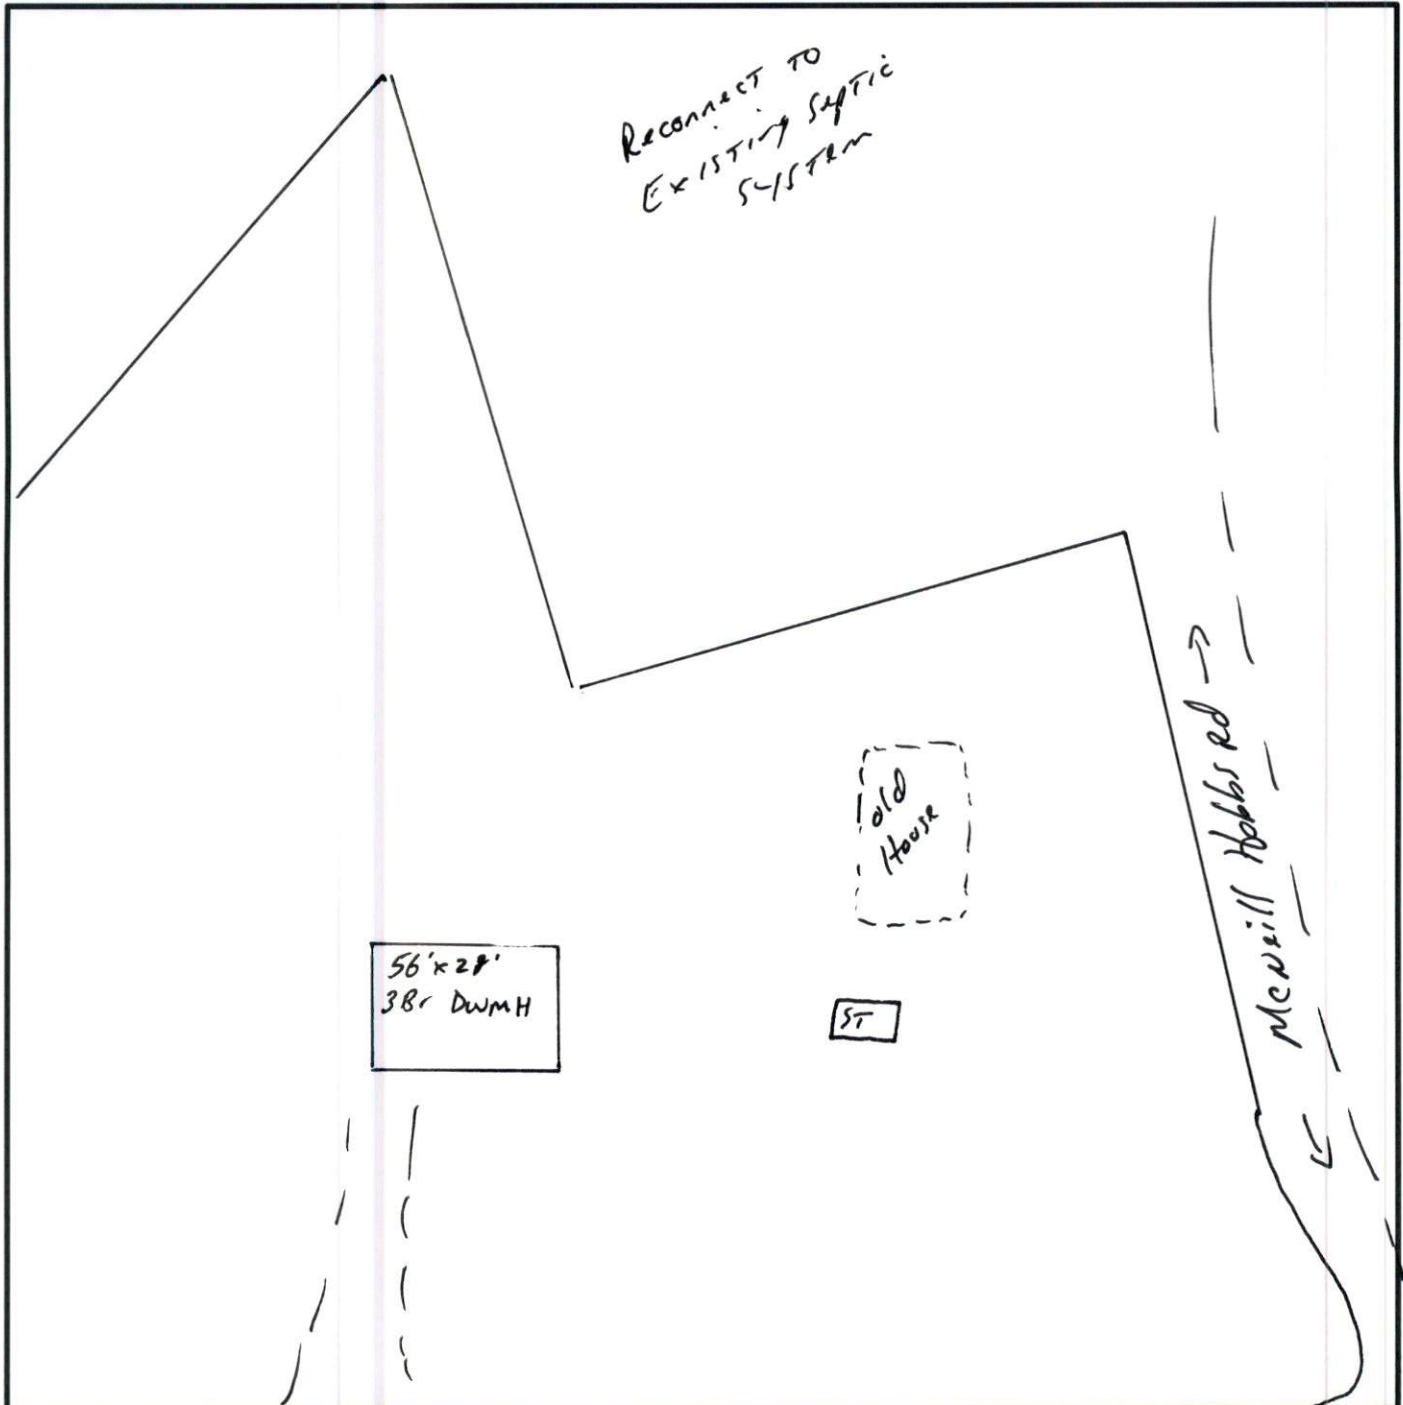 Reconnect TO
Existing Septic
System
old
House
56'x28'
3Br DWMH
ST
McNeill Hobbs Rd →